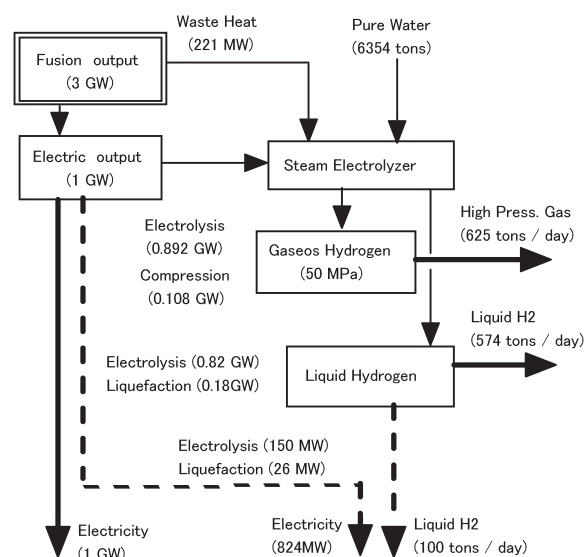 Waste Heat
(221 MW)
Pure Water
(6354 tons)
Fusion output
(3 GW)
Electric output
(1 GW)
Steam Electrolyzer
High Press. Gas
(625 tons / day)
Electrolysis
(0.892 GW)
Compression
(0.108 GW)
Gaseos Hydrogen
(50 MPa)
Liquid H2
(574 tons / day)
Electrolysis (0.82 GW)
Liquefaction (0.18GW)
Liquid Hydrogen
Electrolysis (150 MW)
Liquefaction (26 MW)
Electricity
(1 GW)
Electricity
(824MW)
Liquid H2
(100 tons / day)